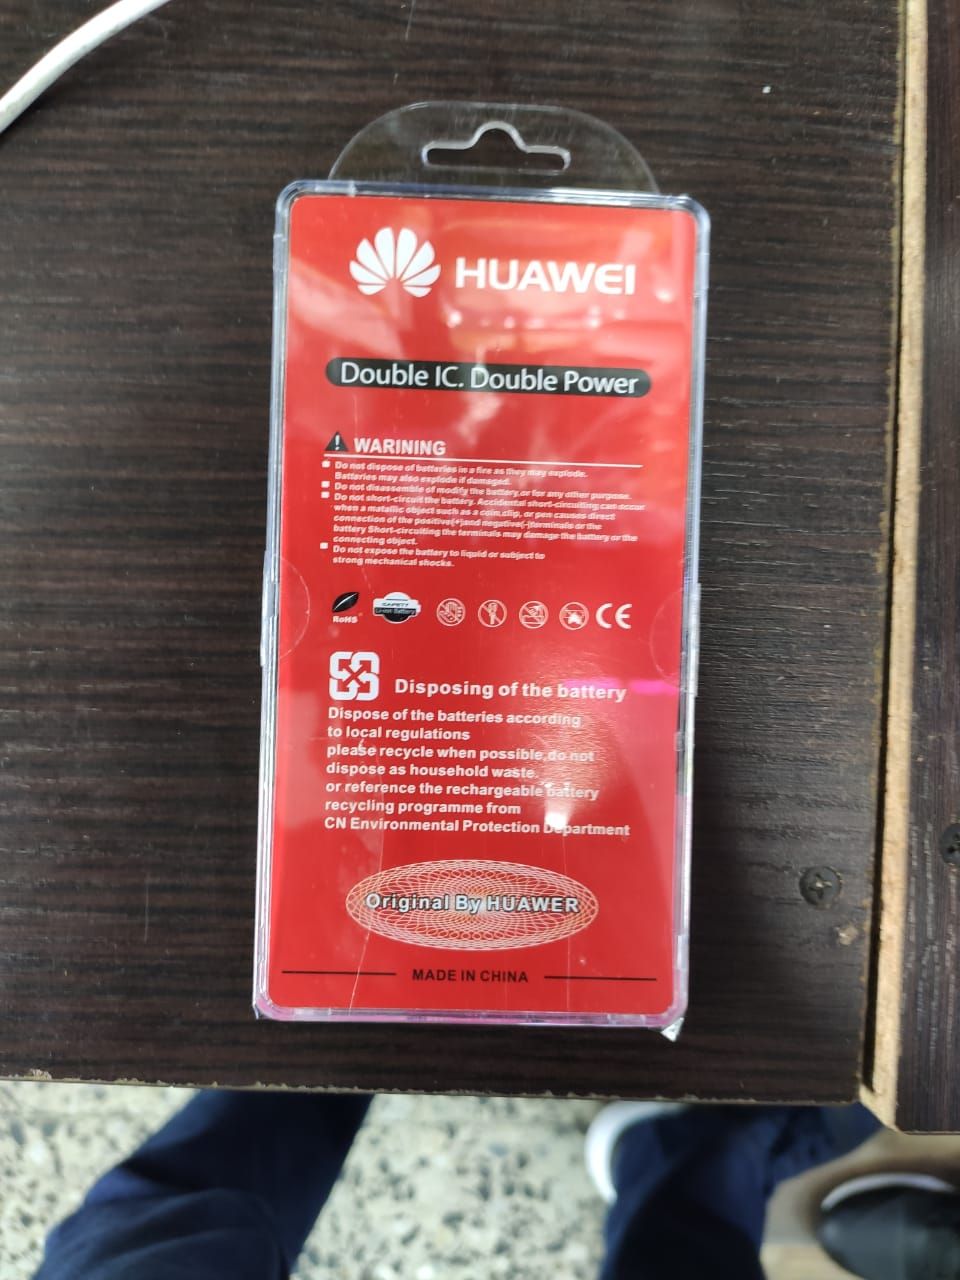 HUAWEI
Double IC. Double Power
WARINING
Do not dispose of batteries in a fire as they may explode.
Batteries may also explode if damaged.
Do not disassemble of modify the battery,or for any other purpose.
Do not short-circuit the battery. Accidental short-circuiting can occur
when a matallic object such as a coin,clip, or pen causes direct
connection of the positive(+)and negative(-)terminals or the
battery Short-circuiting the terminals may damage the battery or the
connecting object.
Do not expose the battery to liquid or subject to
strong mechanical shocks.
RoHS
SAFETY
Li-ion Battery
CE
Disposing of the battery
Dispose of the batteries according
to local regulations
please recycle when possible,do not
dispose as household waste.
or reference the rechargeable battery
recycling programme from
CN Environmental Protection Department
Original By HUAWER
MADE IN CHINA